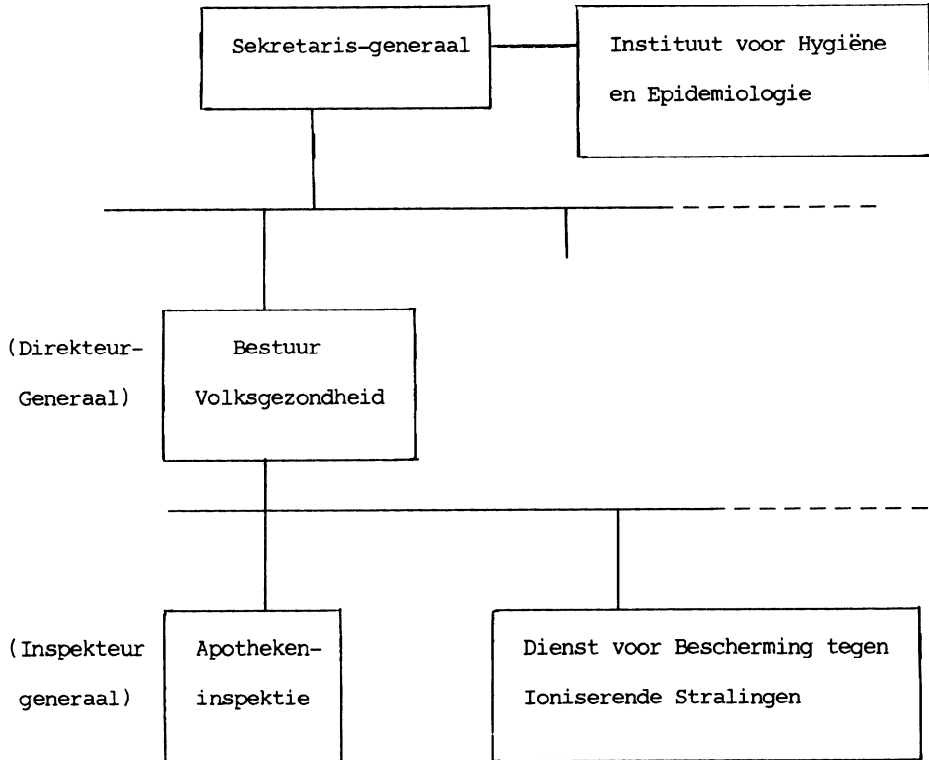 Sekretaris-generaal
Instituut voor Hygiëne
en Epidemiologie
(Direkteur-
Generaal)
Bestuur
Volksgezondheid
(Inspekteur
generaal)
Apotheken-
inspektie
Dienst voor Bescherming tegen
Ioniserende Stralingen